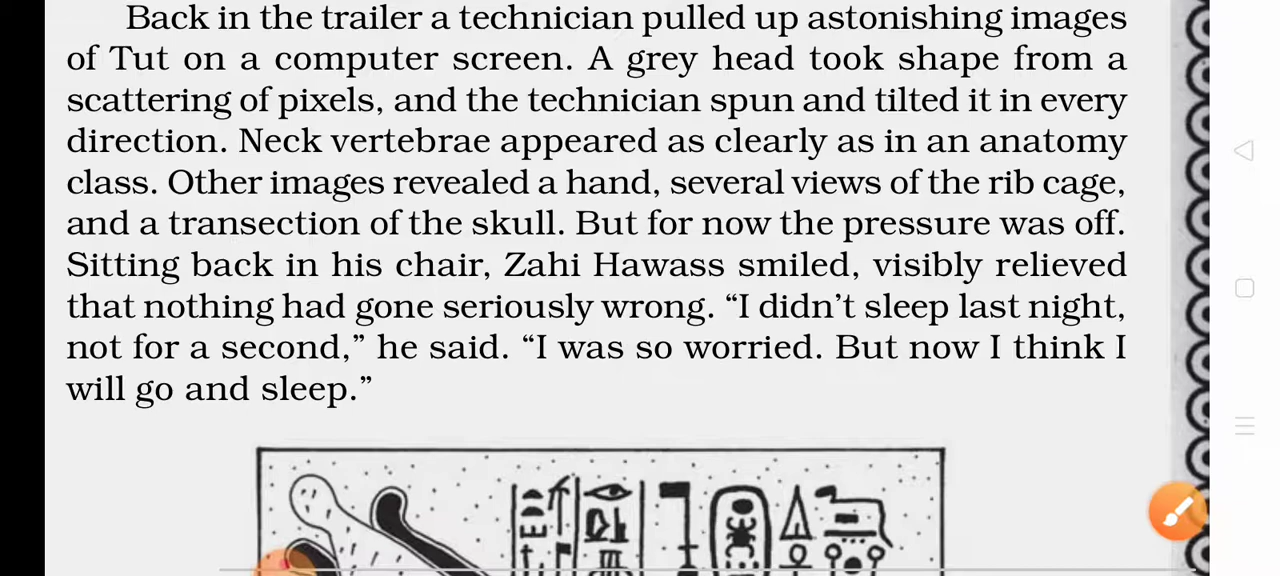 Back in the trailer a technician pulled up astonishing images
of Tut on a computer screen. A grey head took shape from a
scattering of pixels, and the technician spun and tilted it in every
direction. Neck vertebrae appeared as clearly as in an anatomy
class. Other images revealed a hand, several views of the rib cage,
and a transection of the skull. But for now the pressure was off.
Sitting back in his chair, Zahi Hawass smiled, visibly relieved
that nothing had gone seriously wrong. “I didn’t sleep last night,
not for a second,” he said. “I was so worried. But now I think I
will go and sleep.”